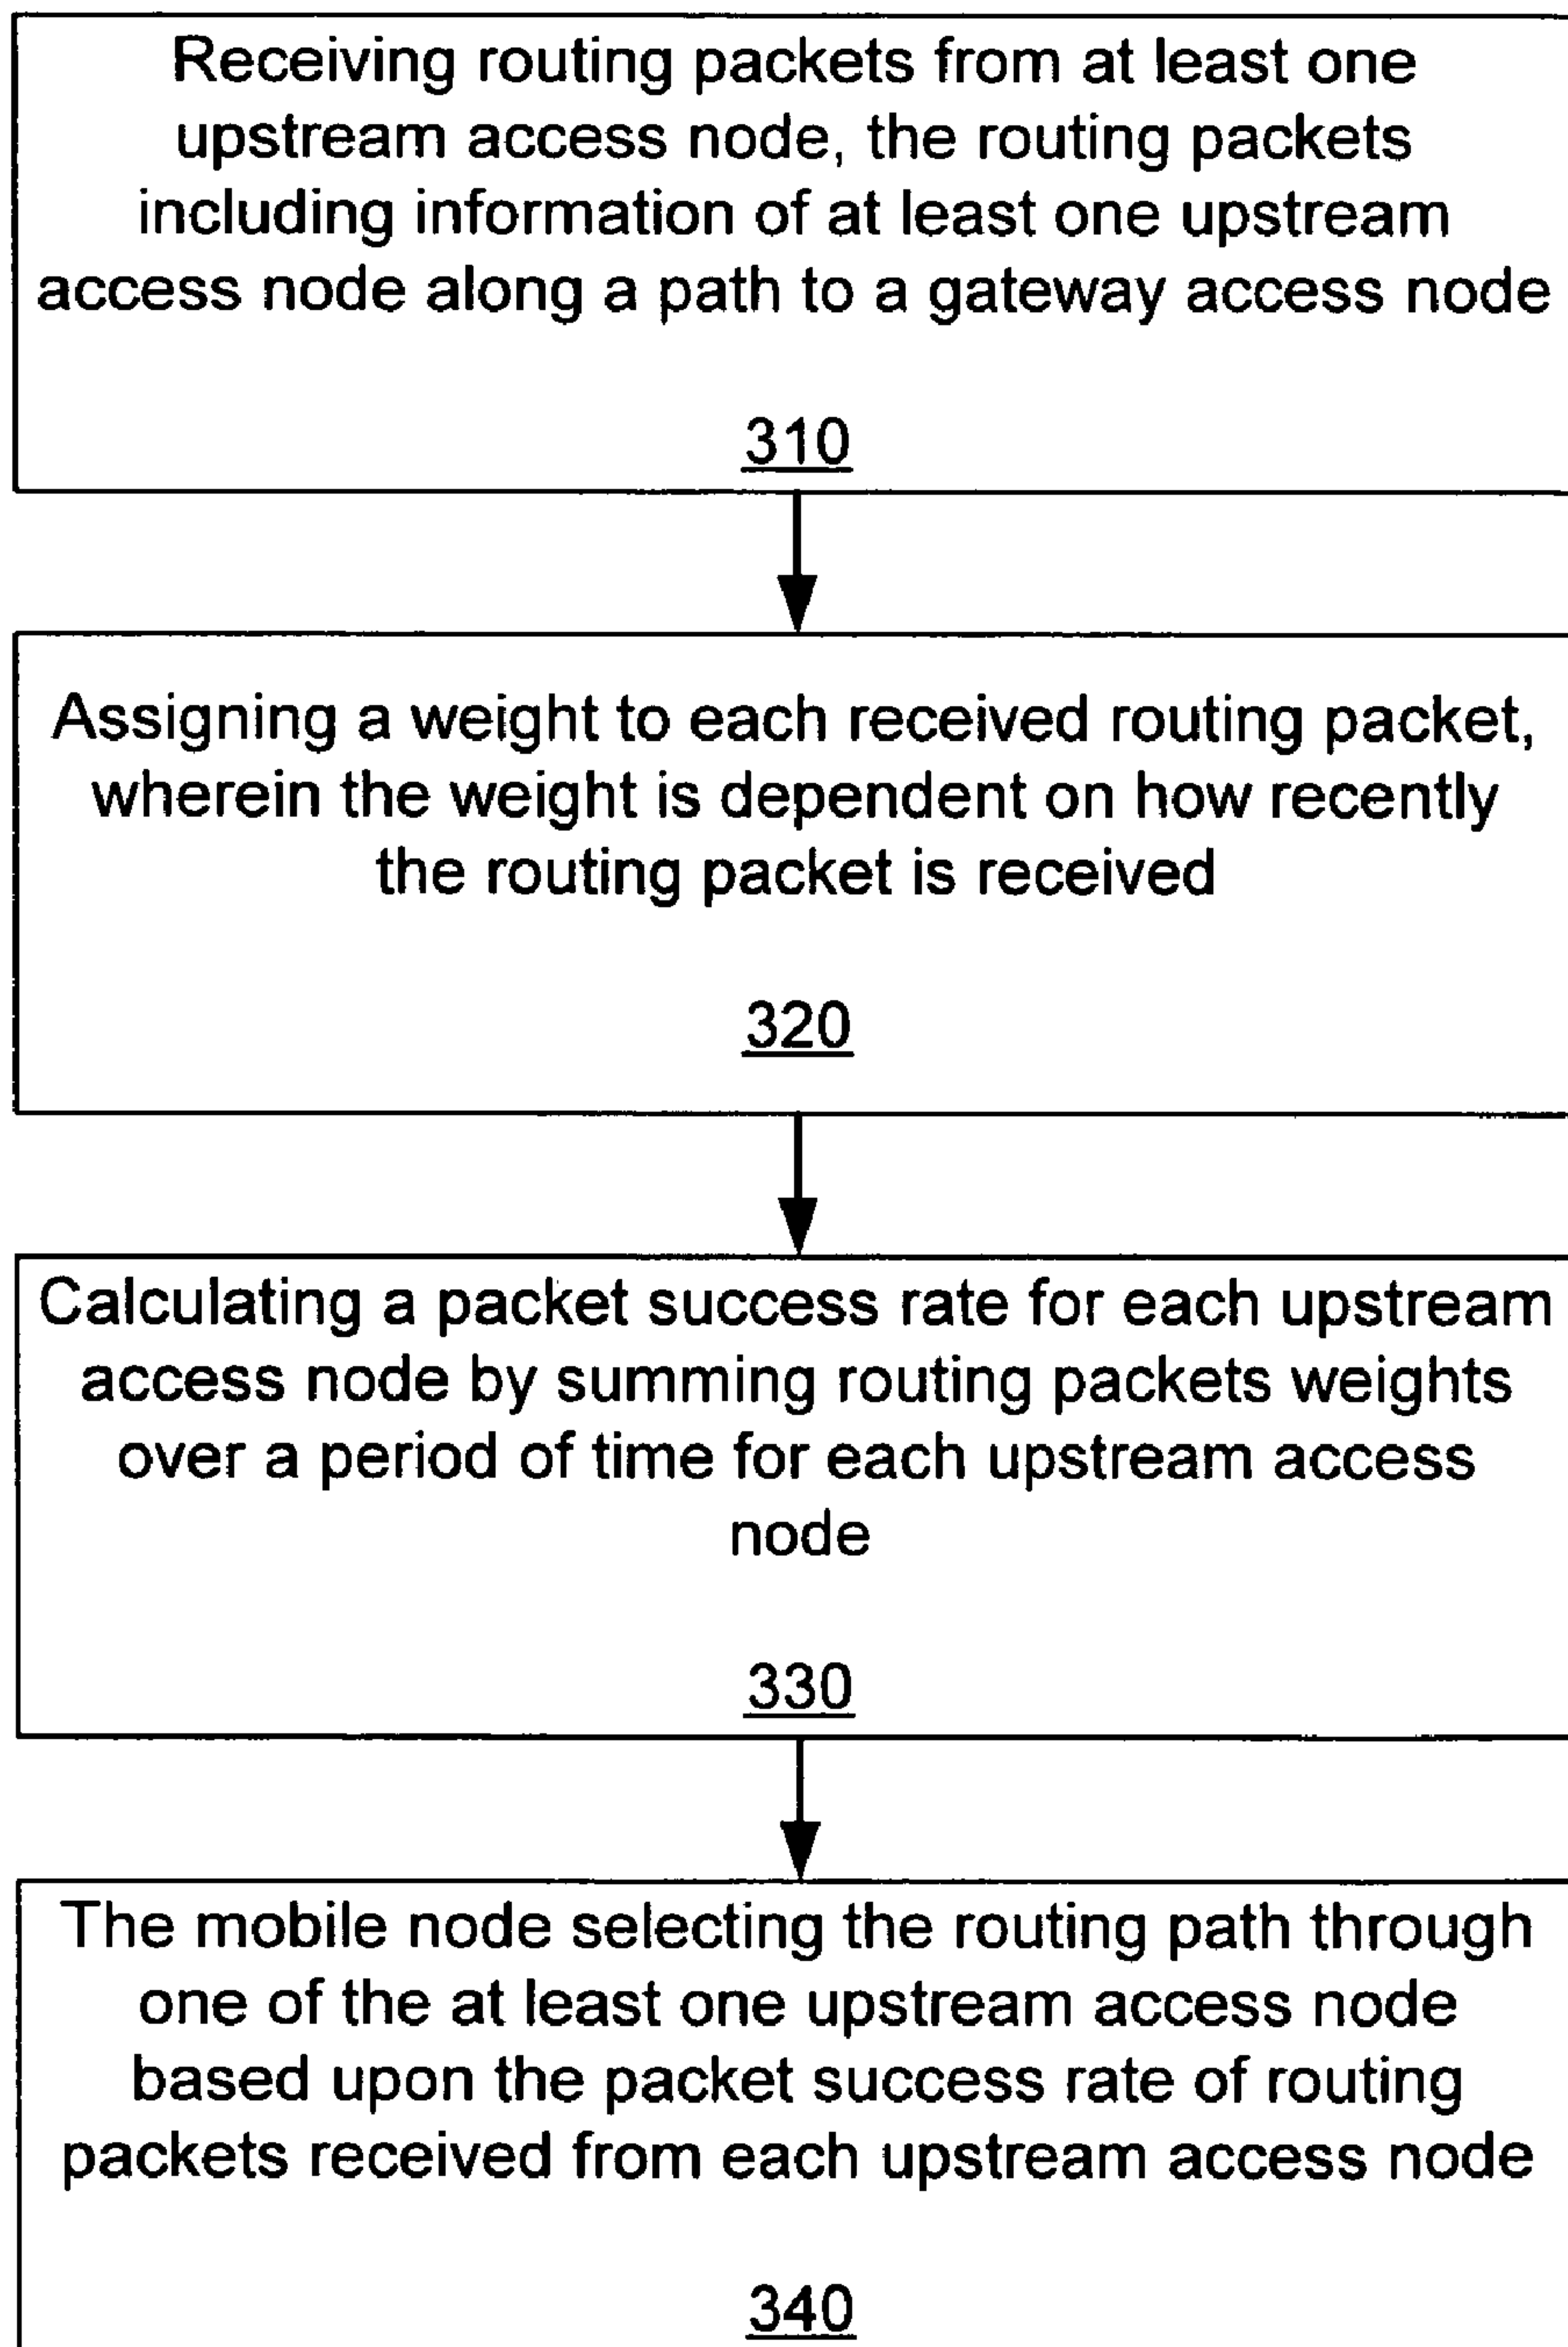 Receiving routing packets from at least one
upstream access node, the routing packets
including information of at least one upstream
access node along a path to a gateway access node
310
Assigning a weight to each received routing packet,
wherein the weight is dependent on how recently
the routing packet is received
320
Calculating a packet success rate for each upstream
access node by summing routing packets weights
over a period of time for each upstream access
node
330
The mobile node selecting the routing path through
one of the at least one upstream access node
based upon the packet success rate of routing
packets received from each upstream access node
340